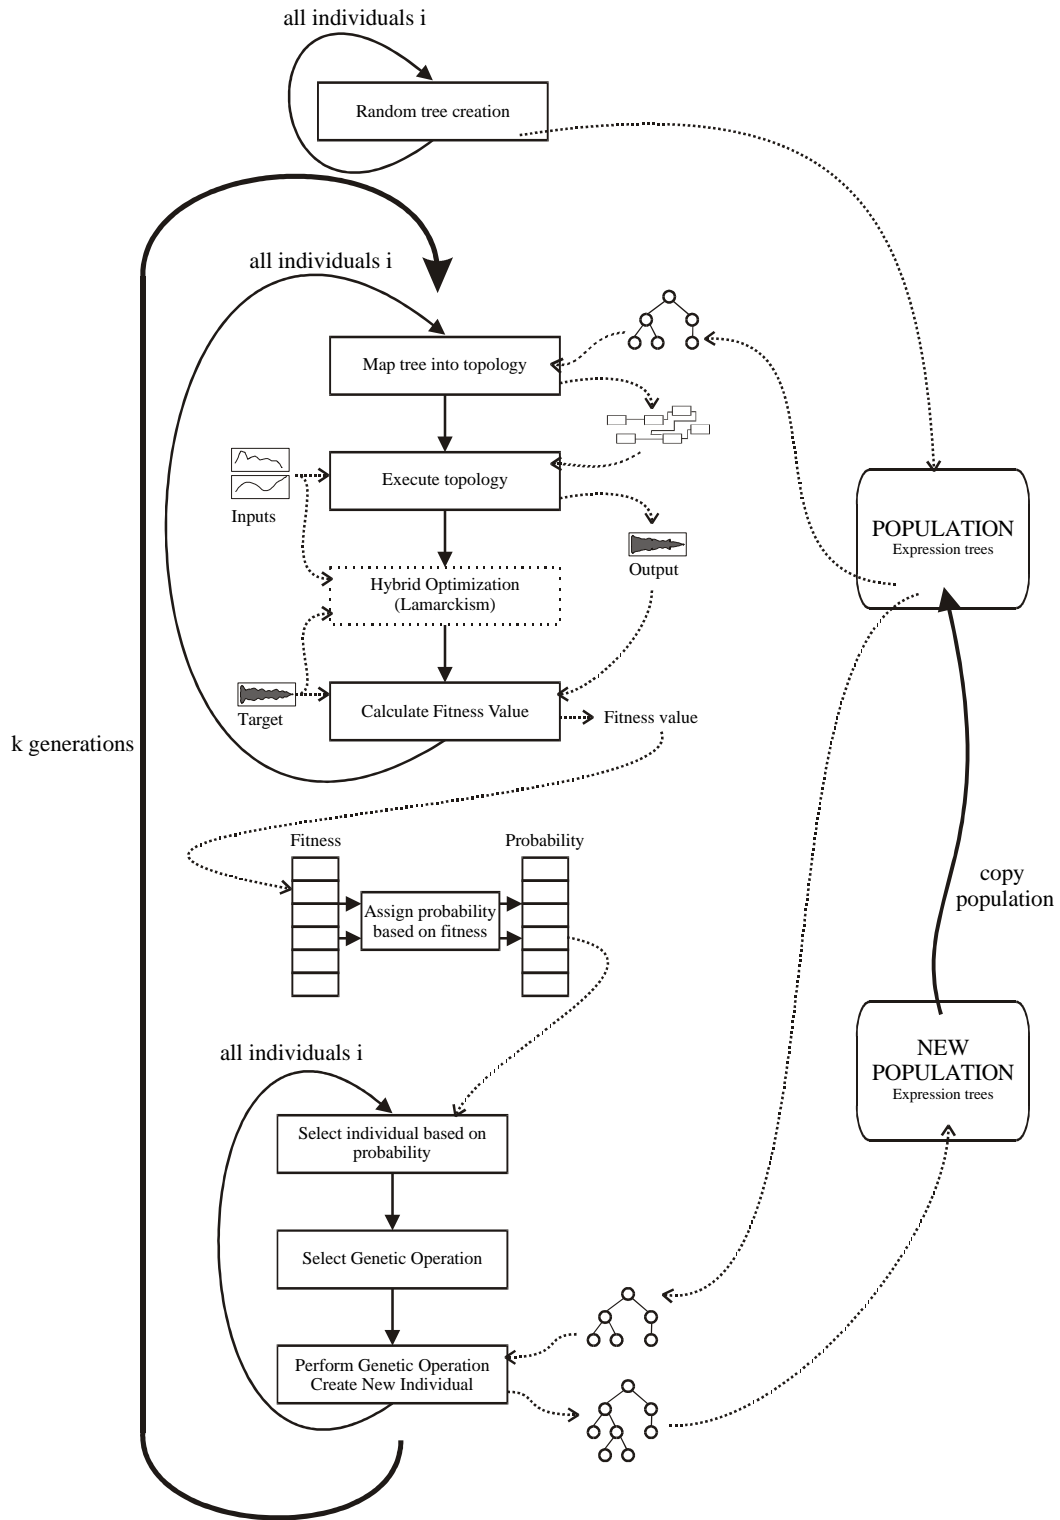 all individuals i
Random tree creation
all individuals i
Map tree into topology
Execute topology
Inputs
POPULATION
Expression trees
Output
Hybrid Optimization
(Lamarckism)
Target
Calculate Fitness Value
Fitness value
k generations
Fitness
Probability
Assign probability
based on fitness
copy
population
all individuals i
NEW
POPULATION
Expression trees
Select individual based on
probability
Select Genetic Operation
Perform Genetic Operation
Create New Individual